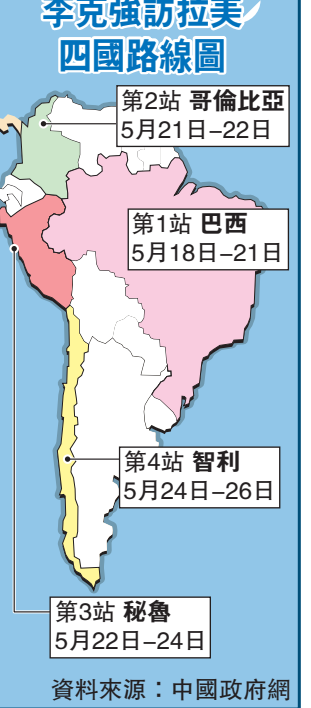 李克強訪拉美
四國路線圖
第2站 哥倫比亞
5月21日–22日
第1站 巴西
5月18日–21日
第4站 智利
5月24日–26日
第3站 秘魯
5月22日–24日
資料來源：中國政府網